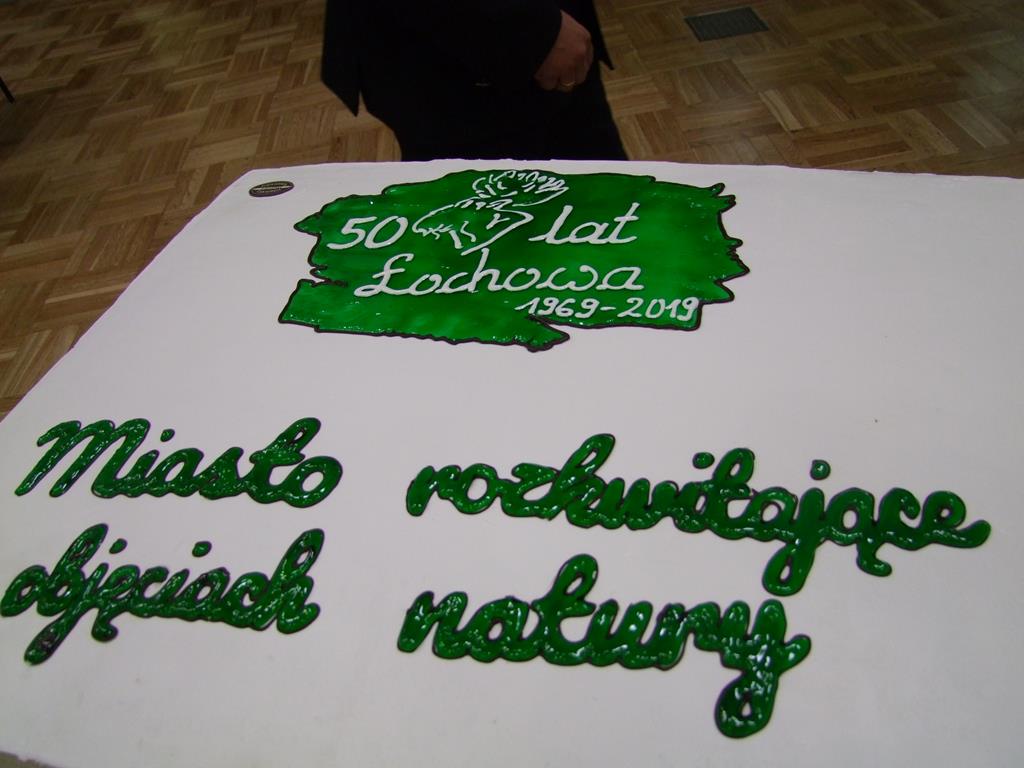 50 lat
Łochowa
1969-2019
Miasto rozkwitające
objęciach natury